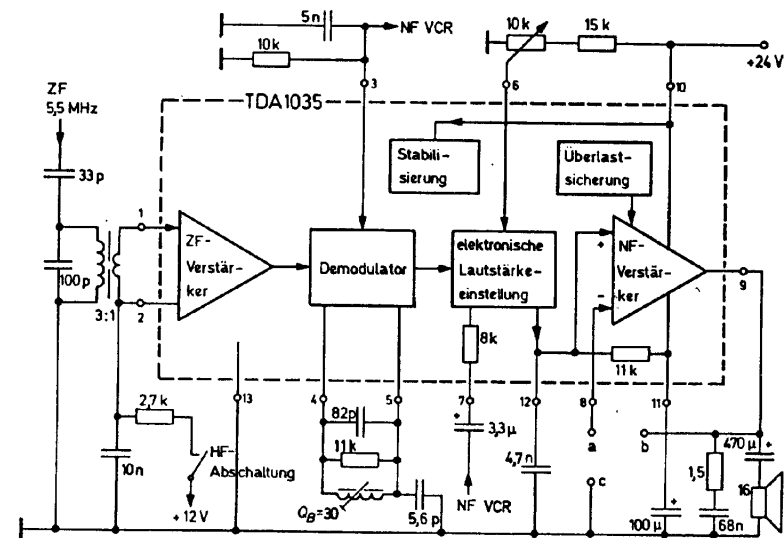 5n
NF VCR
10k
3
10k
15k
+24 V
6
10
ZF
5,5 MHz
TDA1035
33p
Stabili-
sierung
Überlast-
sicherung
1
ZF-
Verstär-
ker
Demodulator
elektronische
Lautstärke-
einstellung
+
NF-
Verstär-
ker
-
9
100p
3:1
2
8k
11k
13
4
5
7
12
8
11
2,7k
HF-
Abschaltung
10n
+12V
82p
11k
Q_B=30
5,6p
+
3,3µ
NF VCR
4,7n
a
b
c
+
100µ
1,5
68n
+
470µ
16